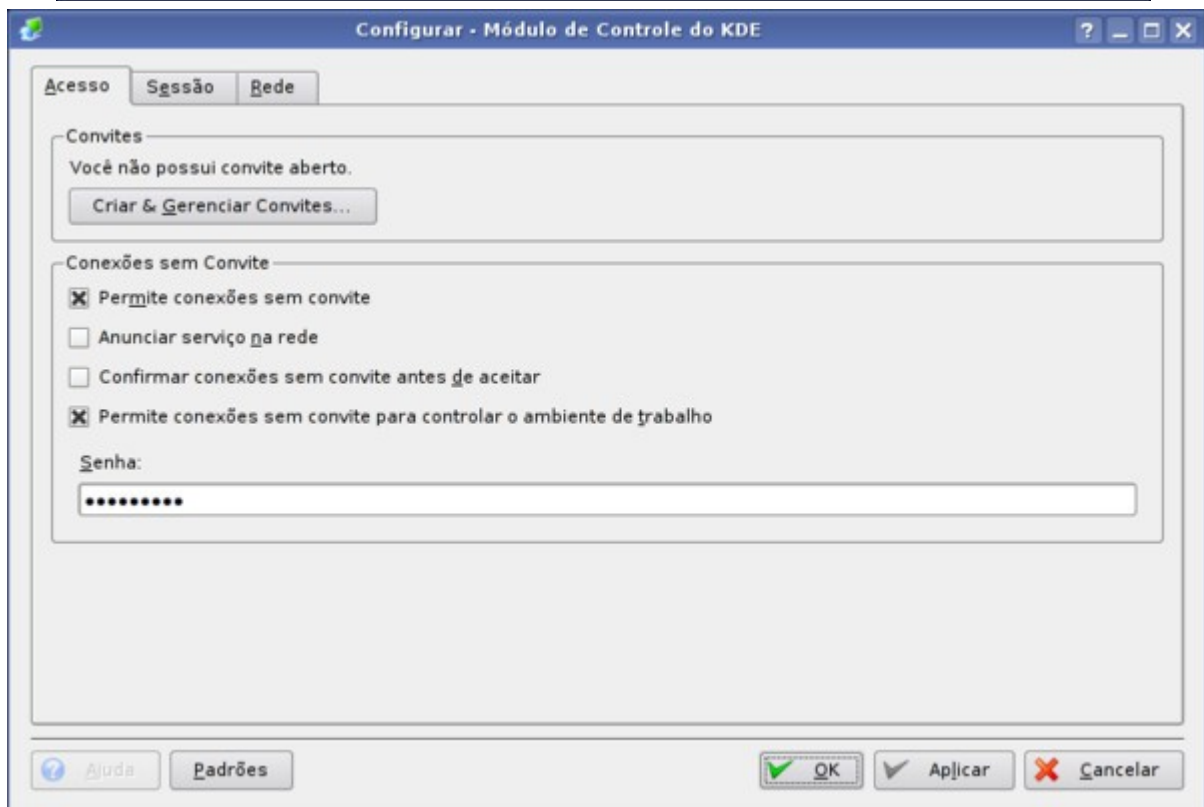 Configurar - Módulo de Controle do KDE
Acesso Sessão Rede
Convites
Você não possui convite aberto.
Criar & Gerenciar Convites...
Conexões sem Convite
Permite conexões sem convite
Anunciar serviço na rede
Confirmar conexões sem convite antes de aceitar
Permite conexões sem convite para controlar o ambiente de trabalho
Senha:
Ajuda Padrões OK Aplicar Cancelar